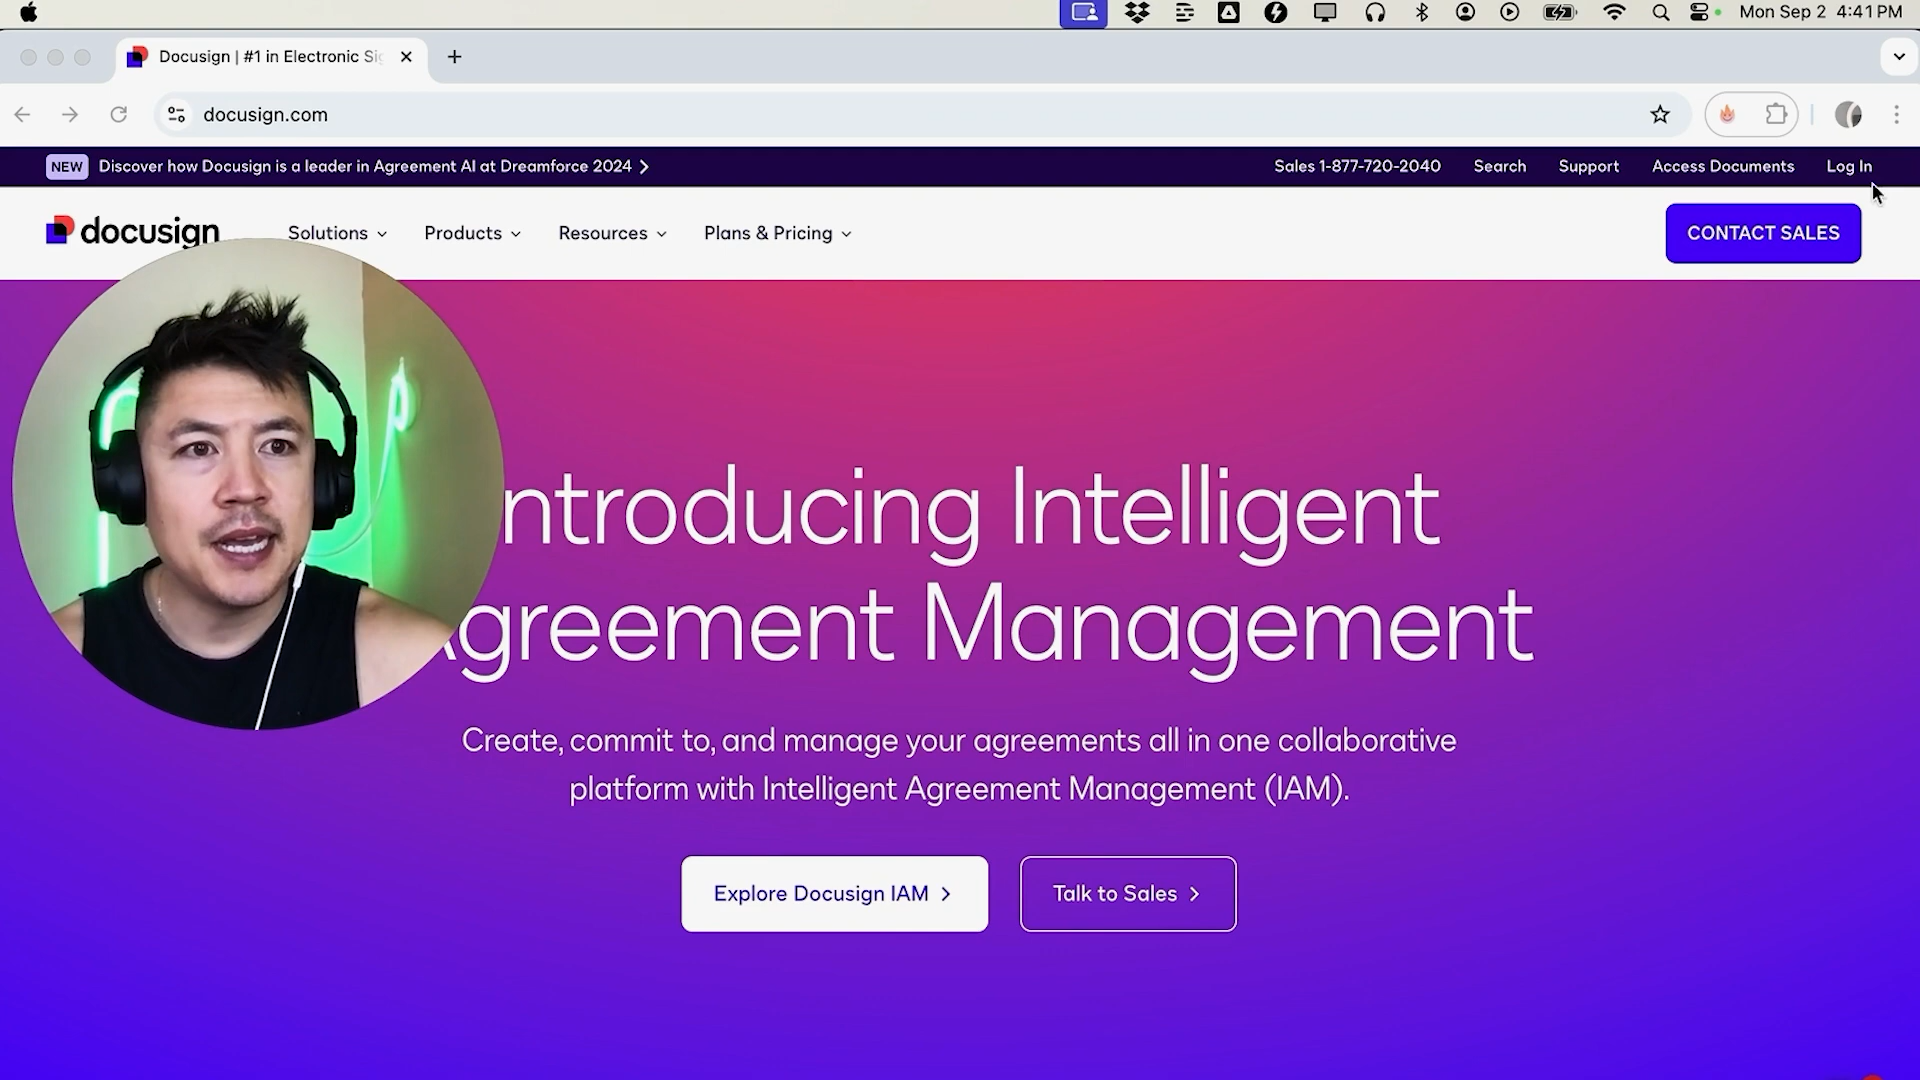 Mon Sep 2 4:41 PM
Docusign | #1 in Electronic Sig
docusign.com
NEW Discover how Docusign is a leader in Agreement AI at Dreamforce 2024
Sales 1-877-720-2040 Search Support Access Documents Log In
docusign
Solutions Products Resources Plans & Pricing
CONTACT SALES
ntroducing Intelligent
Agreement Management
Create, commit to, and manage your agreements all in one collaborative
platform with Intelligent Agreement Management (IAM).
Explore Docusign IAM
Talk to Sales